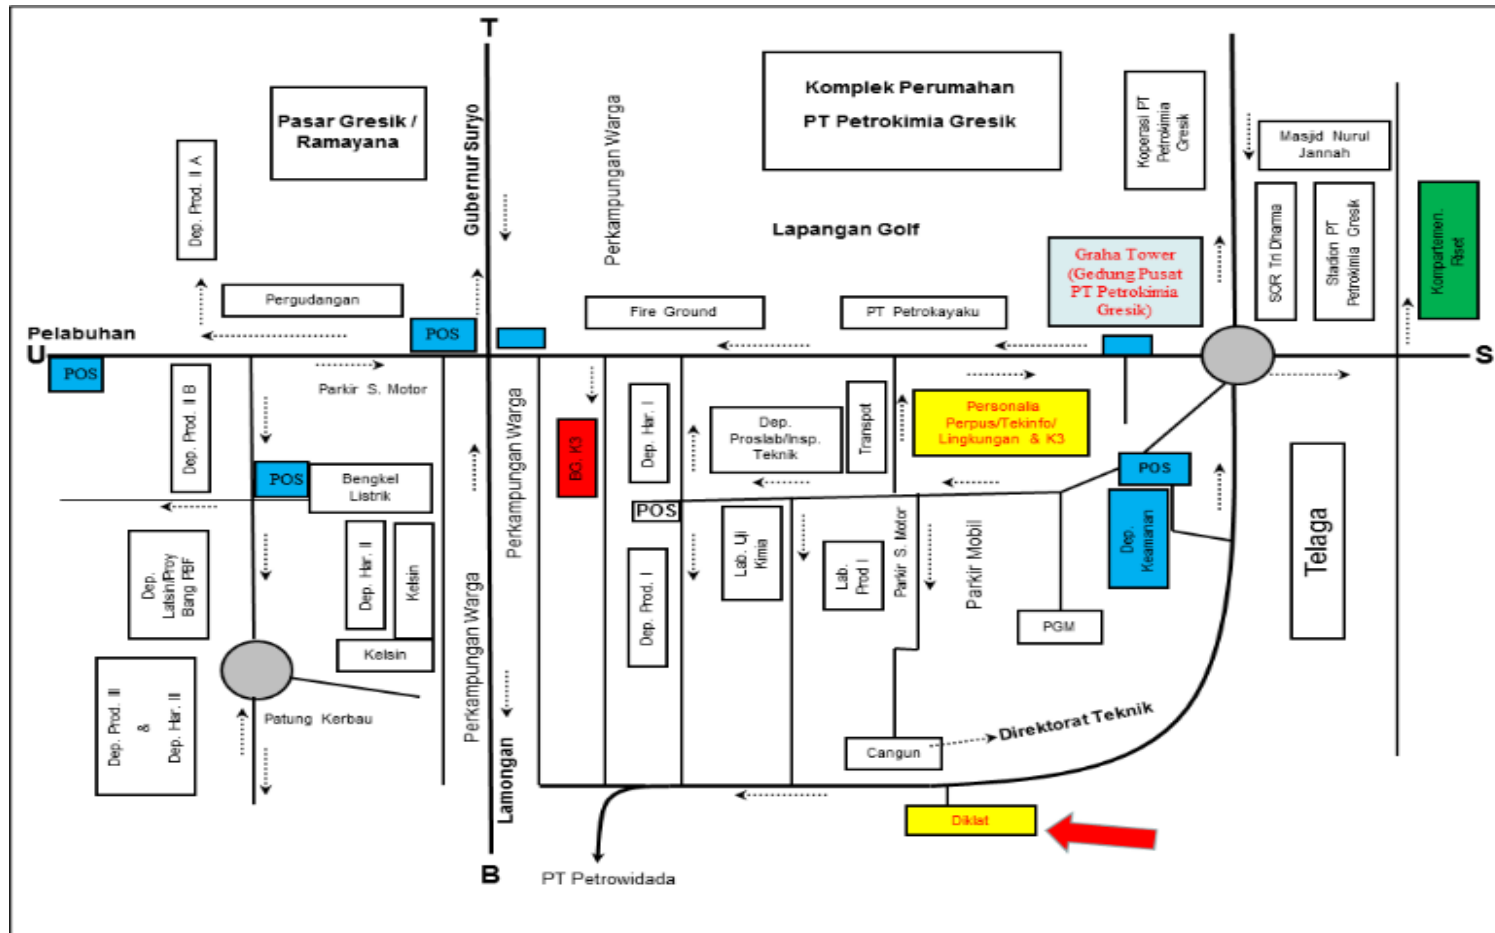 T
Komplek Perumahan
PT Petrokimia Gresik
Pasar Gresik /
Ramayana
Gubernur Suryo
Perkampungan Warga
Koperasi PT
Petrokimia
Gresik
Masjid Nurul
Jannah
Dep. Prod. II A
SOR Tri Dharma
Stadion PT
Petrokimia Gresik
Kompartemen.
Riset
Lapangan Golf
Graha Tower
(Gedung Pusat
PT Petrokimia
Gresik)
Pergudangan
Fire Ground
PT Petrokayaku
Pelabuhan
POS
U
S
POS
Parkir S. Motor
Dep. Prod. II B
Perkampungan Warga
BG. K3
Dep. Har. I
Dep.
Proslab/Insp.
Teknik
Transpot
Personalia
Perpus/Tekinfo/
Lingkungan & K3
POS
Bengkel
Listrik
POS
POS
Dep.
Keamanan
Telaga
Dep.
Latsin/Proy
Bang PBF
Dep. Har. II
Kelsin
Kelsin
Perkampungan Warga
Dep. Prod. I
Lab. Uji
Kimia
Lab.
Prod I
Parkir S. Motor
Parkir Mobil
PGM
Dep. Prod. III
&
Dep. Har. II
Patung Kerbau
Lamongan
Cangun
Direktorat Teknik
Diklat
B
PT Petrowidada